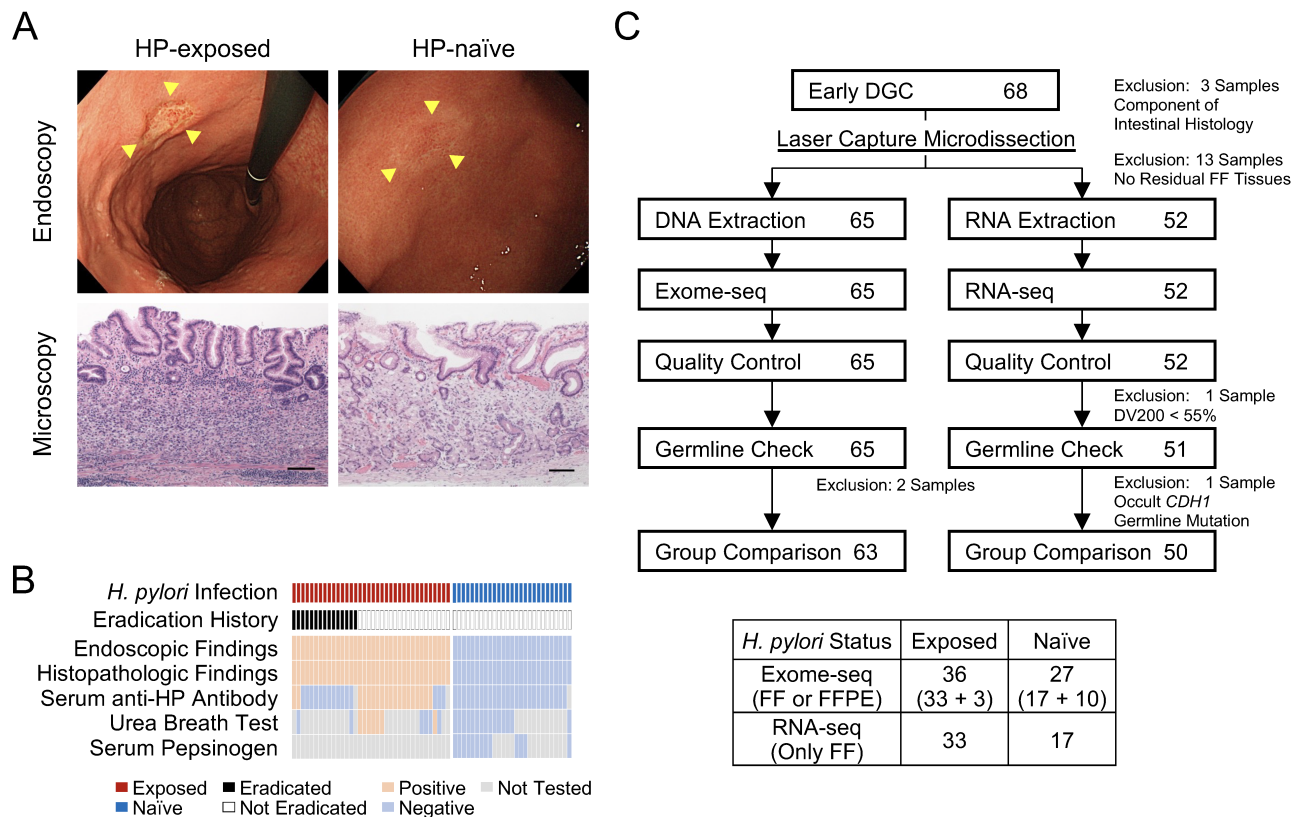 A
HP-exposed
HP-naïve
Endoscopy
Microscopy
B
H. pylori Infection
Eradication History
Endoscopic Findings
Histopathologic Findings
Serum anti-HP Antibody
Urea Breath Test
Serum Pepsinogen
Exposed
Eradicated
Positive
Not Tested
Naïve
Not Eradicated
Negative
C
Early DGC 68
Exclusion: 3 Samples
Component of
Intestinal Histology
Laser Capture Microdissection
Exclusion: 13 Samples
No Residual FF Tissues
DNA Extraction 65
RNA Extraction 52
Exome-seq 65
RNA-seq 52
Quality Control 65
Quality Control 52
Exclusion: 1 Sample
DV200 < 55%
Germline Check 65
Germline Check 51
Exclusion: 2 Samples
Exclusion: 1 Sample
Occult CDH1
Germline Mutation
Group Comparison 63
Group Comparison 50
H. pylori Status Exposed Naïve
Exome-seq 36 27
(FF or FFPE) (33 + 3) (17 + 10)
RNA-seq
(Only FF) 33 17